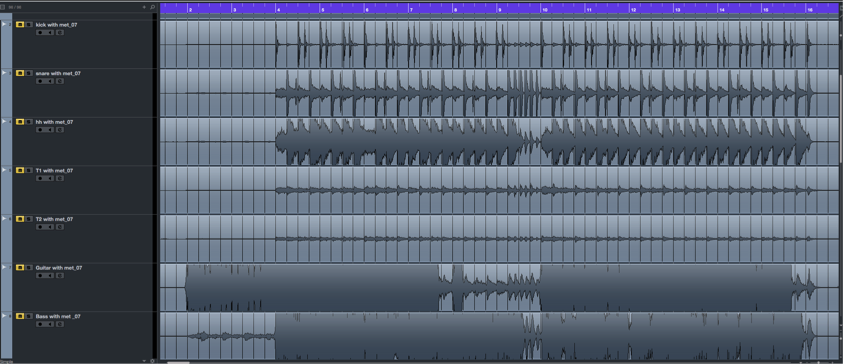 2 3 4 5 6 7 8 9 10 11 12 13 14 15 16
kick with met_07
snare with met_07
hh with met_07
T1 with met_07
T2 with met_07
Guitar with met_07
Bass with met _07